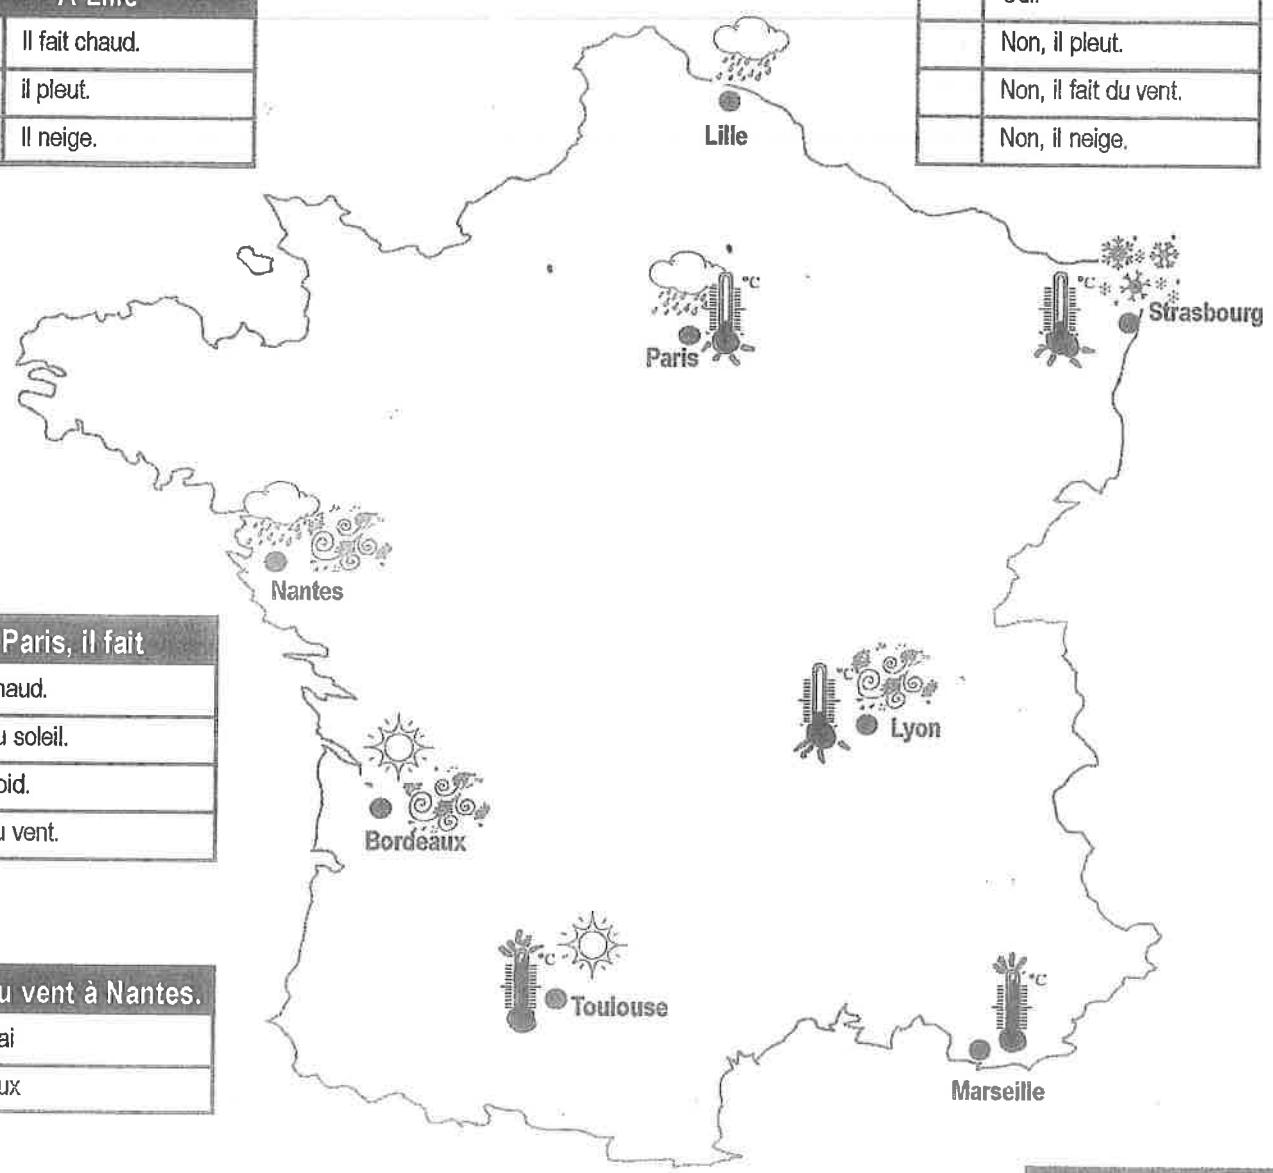 À Lille
Il fait chaud.
il pleut.
Il neige.
Oui
Non, il pleut.
Non, il fait du vent.
Non, il neige.
Lille
°C
°C
Strasbourg
Paris
Nantes
Paris, il fait
haud.
u soleil.
oid.
u vent.
°C
Lyon
Bordeaux
u vent à Nantes.
ai
ux
°C
Toulouse
°C
Marseille